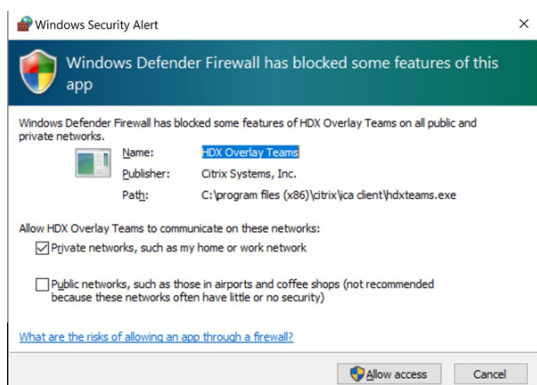 Windows Security Alert
Windows Defender Firewall has blocked some features of this
app
Windows Defender Firewall has blocked some features of HDX Overlay Teams on all public and
private networks.
Name: HDX Overlay Teams
Publisher: Citrix Systems, Inc.
Path: C:\program files (x86)\citrix\ica client\hdxteams.exe
Allow HDX Overlay Teams to communicate on these networks:
Private networks, such as my home or work network
Public networks, such as those in airports and coffee shops (not recommended
because these networks often have little or no security)
What are the risks of allowing an app through a firewall?
Allow access Cancel